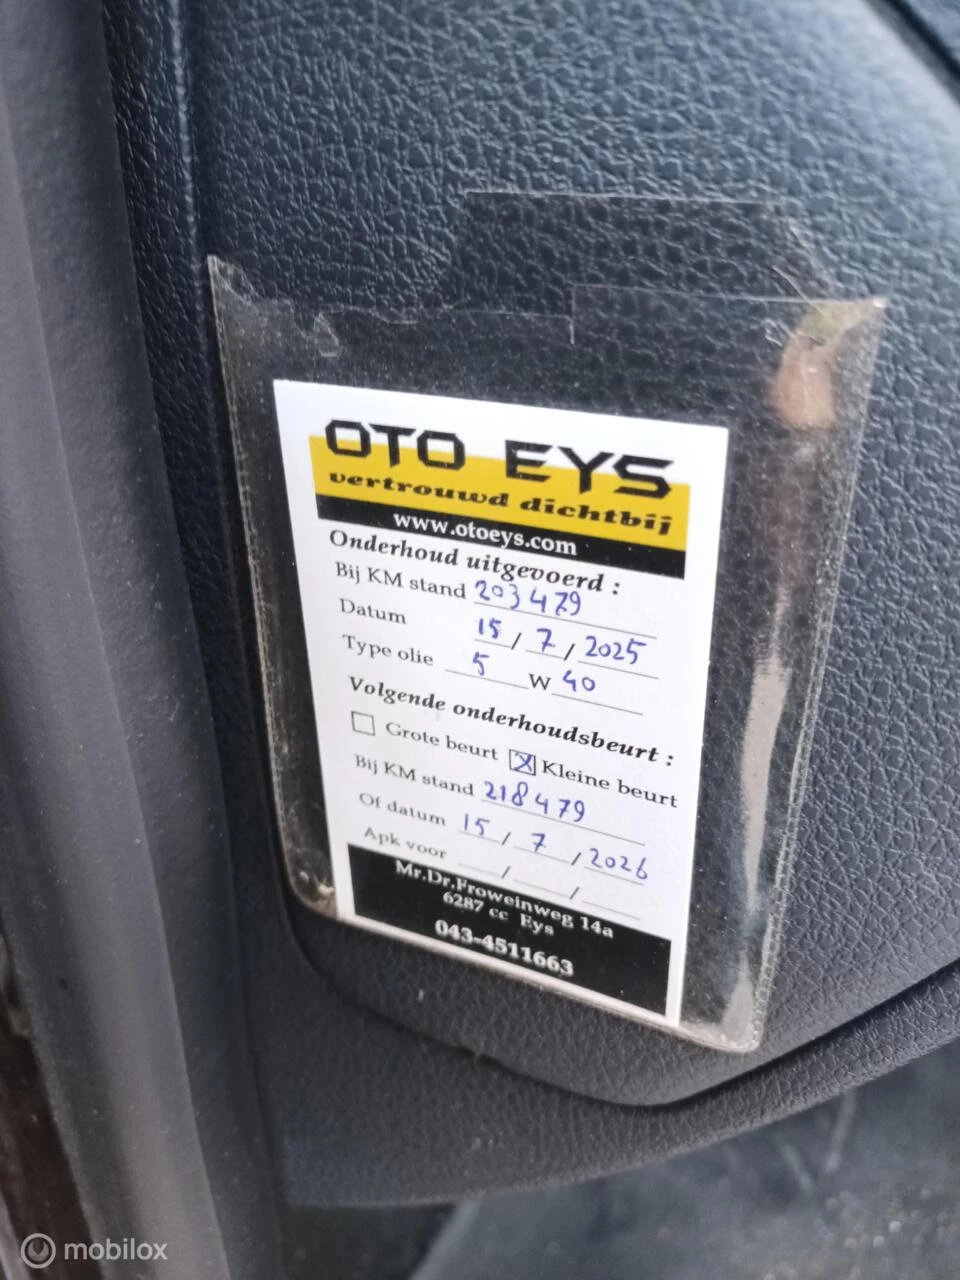 OTO EYS
vertrouwd dichtbij
www.otoeys.com
Onderhoud uitgevoerd :
Bij KM stand 203479
Datum 15 / 7 / 2025
Type olie 5 W 40
Volgende onderhoudsbeurt :
Grote beurt X Kleine beurt
Bij KM stand 218479
Of datum 15 / 7 / 2026
Apk voor / /
Mr.Dr.Froweinweg 14a
6287 cc Eys
043-4511663
mobilox